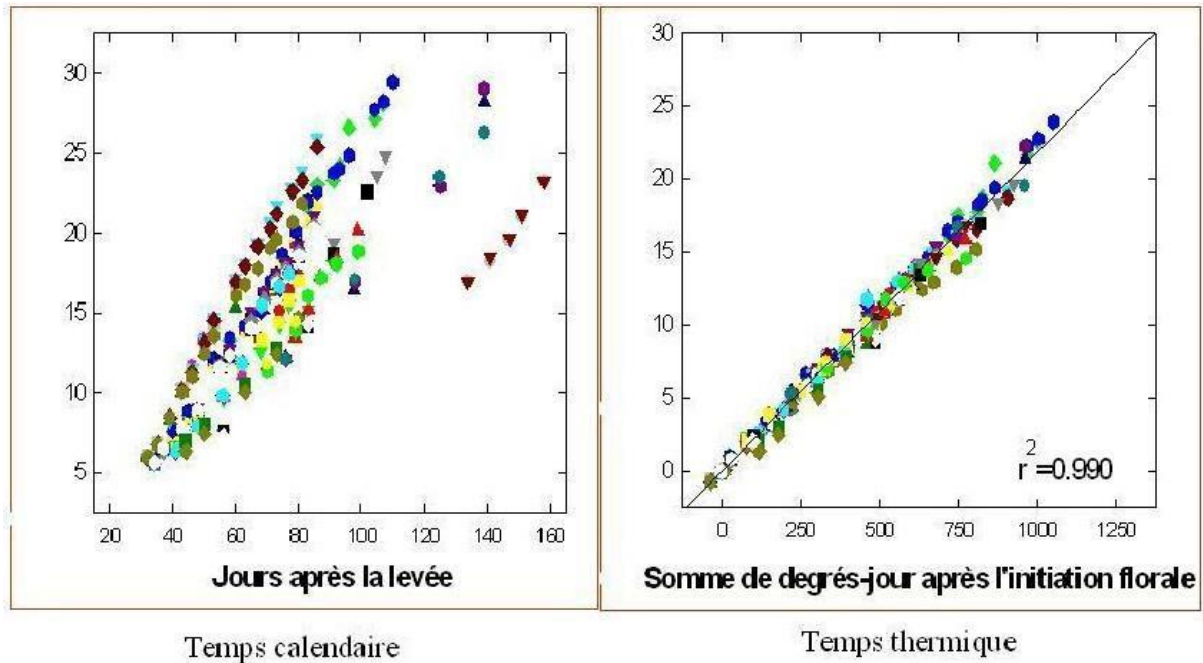 30
25
20
15
10
5
20 40 60 80 100 120 140 160
Jours après la levée
Temps calendaire
30
25
20
15
10
5
0
0 250 500 750 1000 1250
r²=0.990
Somme de degrés-jour après l'initiation florale
Temps thermique